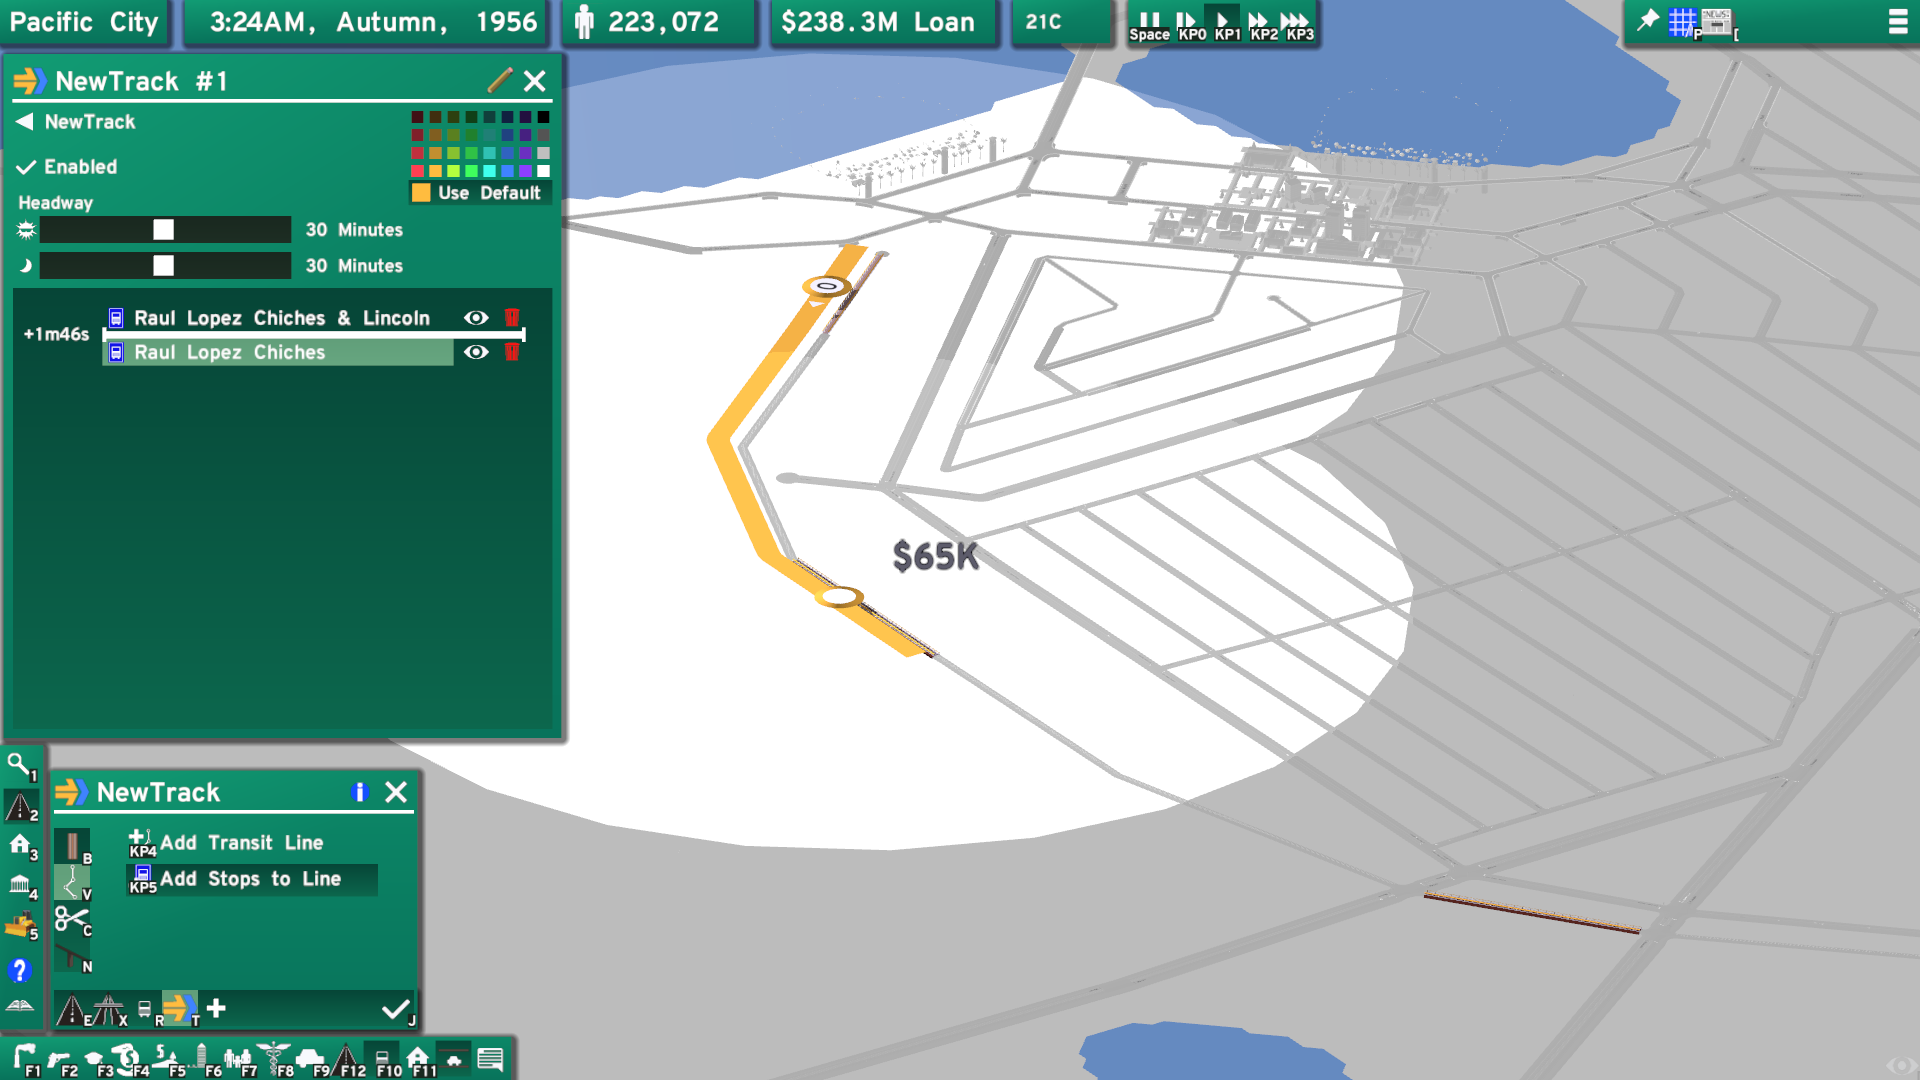 Pacific City
3:24AM, Autumn, 1956
223,072
$238.3M Loan
21C
Space KP0 KP1 KP2 KP3
P NEWS [
NewTrack #1
NewTrack
Enabled
Use Default
Headway
30 Minutes
30 Minutes
Raul Lopez Chiches & Lincoln
+1m46s
Raul Lopez Chiches
$65K
1
2
3
4
5
NewTrack
B
V
C
N
KP4 Add Transit Line
KP5 Add Stops to Line
E X R T J
F1 F2 F3 F4 F5 F6 F7 F8 F9 F12 F10 F11